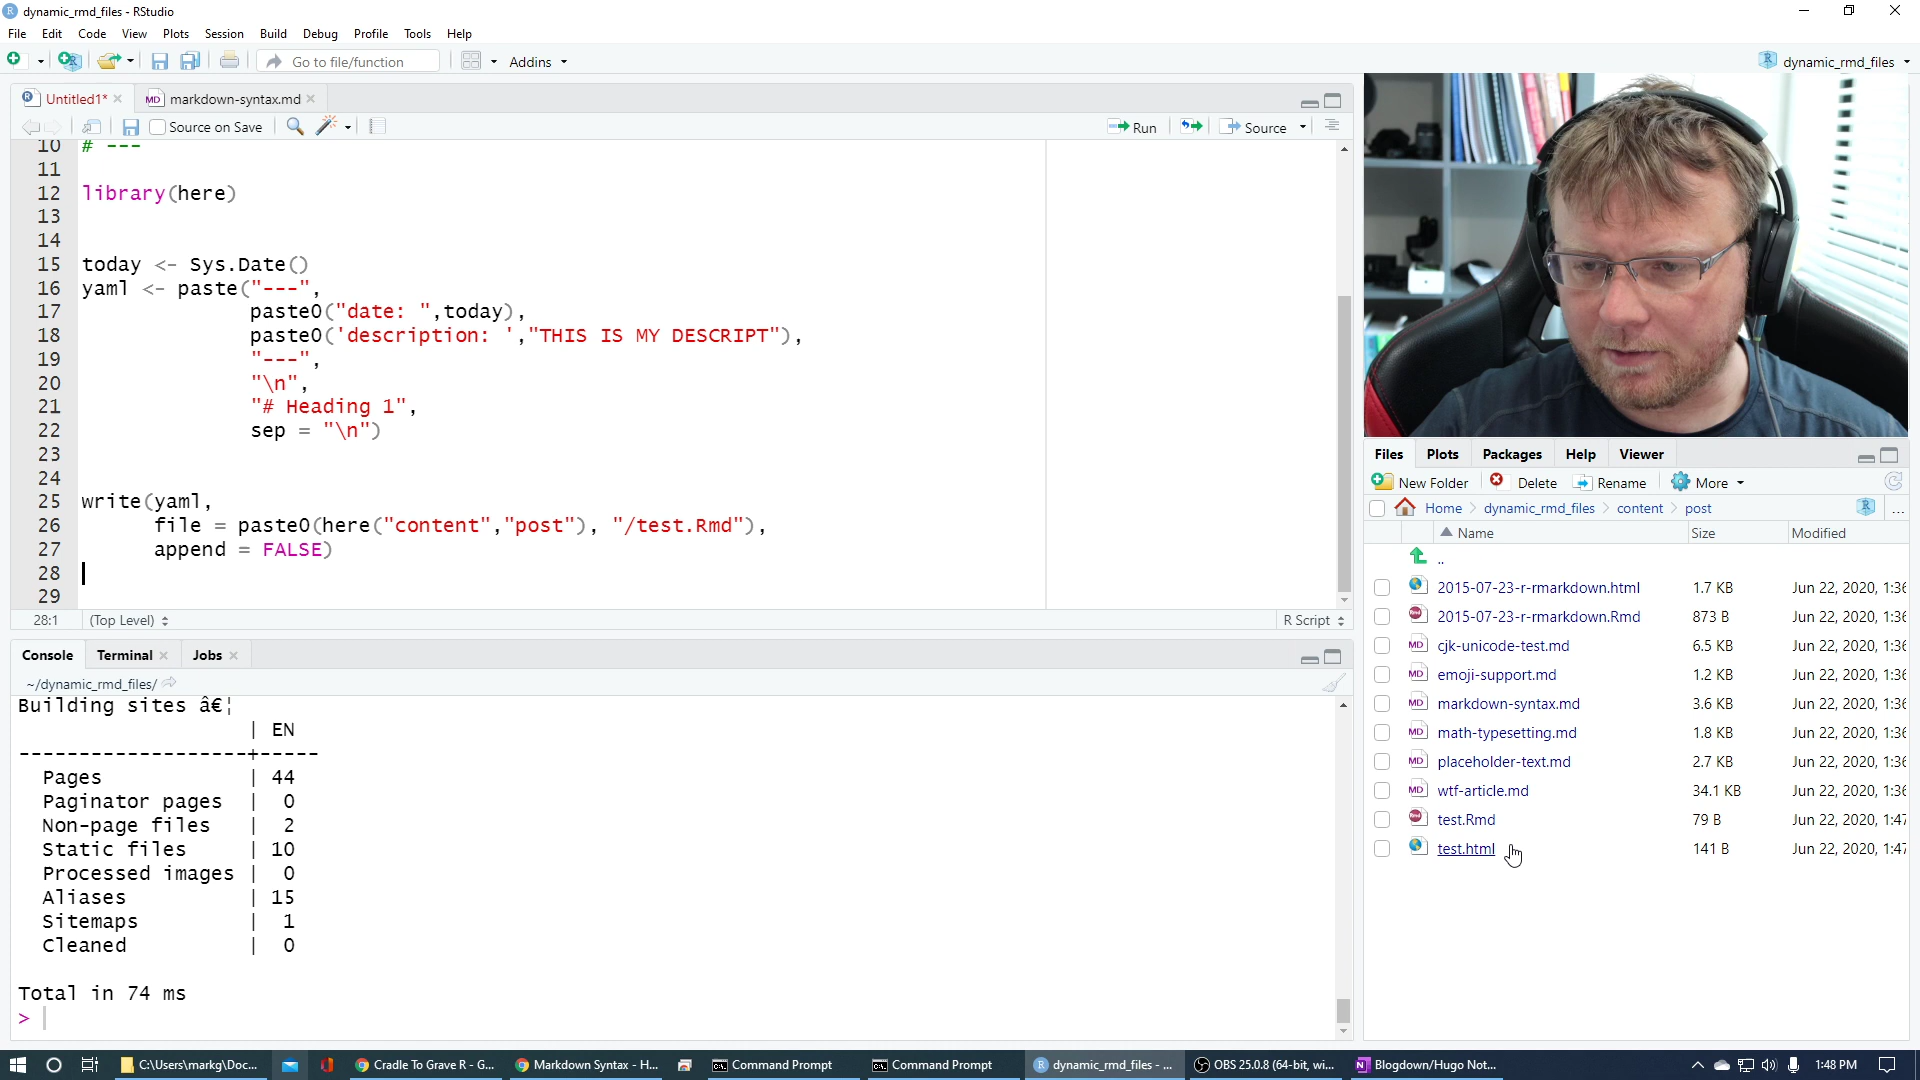 dynamic_rmd_files - RStudio
File Edit Code View Plots Session Build Debug Profile Tools Help
Go to file/function Addins dynamic_rmd_files
Untitled1* markdown-syntax.md
Source on Save Run Source
10 # ---
11
12 library(here)
13
14
15 today <- Sys.Date()
16 yaml <- paste("---",
17 paste0("date: ",today),
18 paste0('description: ',"THIS IS MY DESCRIPT"),
19 "---",
20 "\n",
21 "# Heading 1",
22 sep = "\n")
23
24
25 write(yaml,
26 file = paste0(here("content","post"), "/test.Rmd"),
27 append = FALSE)
28
29
28:1 (Top Level) R Script
Console Terminal Jobs
~/dynamic_rmd_files/
Building sites â€¦
| EN
-------------------+-----
Pages | 44
Paginator pages | 0
Non-page files | 2
Static files | 10
Processed images | 0
Aliases | 15
Sitemaps | 1
Cleaned | 0
Total in 74 ms
>
Files Plots Packages Help Viewer
New Folder Delete Rename More
Home dynamic_rmd_files content post ...
Name Size Modified
..
2015-07-23-r-rmarkdown.html 1.7 KB Jun 22, 2020, 1:36
2015-07-23-r-rmarkdown.Rmd 873 B Jun 22, 2020, 1:36
cjk-unicode-test.md 6.5 KB Jun 22, 2020, 1:36
emoji-support.md 1.2 KB Jun 22, 2020, 1:36
markdown-syntax.md 3.6 KB Jun 22, 2020, 1:36
math-typesetting.md 1.8 KB Jun 22, 2020, 1:36
placeholder-text.md 2.7 KB Jun 22, 2020, 1:36
wtf-article.md 34.1 KB Jun 22, 2020, 1:36
test.Rmd 79 B Jun 22, 2020, 1:47
test.html 141 B Jun 22, 2020, 1:47
C:\Users\markg\Doc... Cradle To Grave R - G... Markdown Syntax - H... Command Prompt Command Prompt dynamic_rmd_files - ... OBS 25.0.8 (64-bit, wi... Blogdown/Hugo Not... 1:48 PM